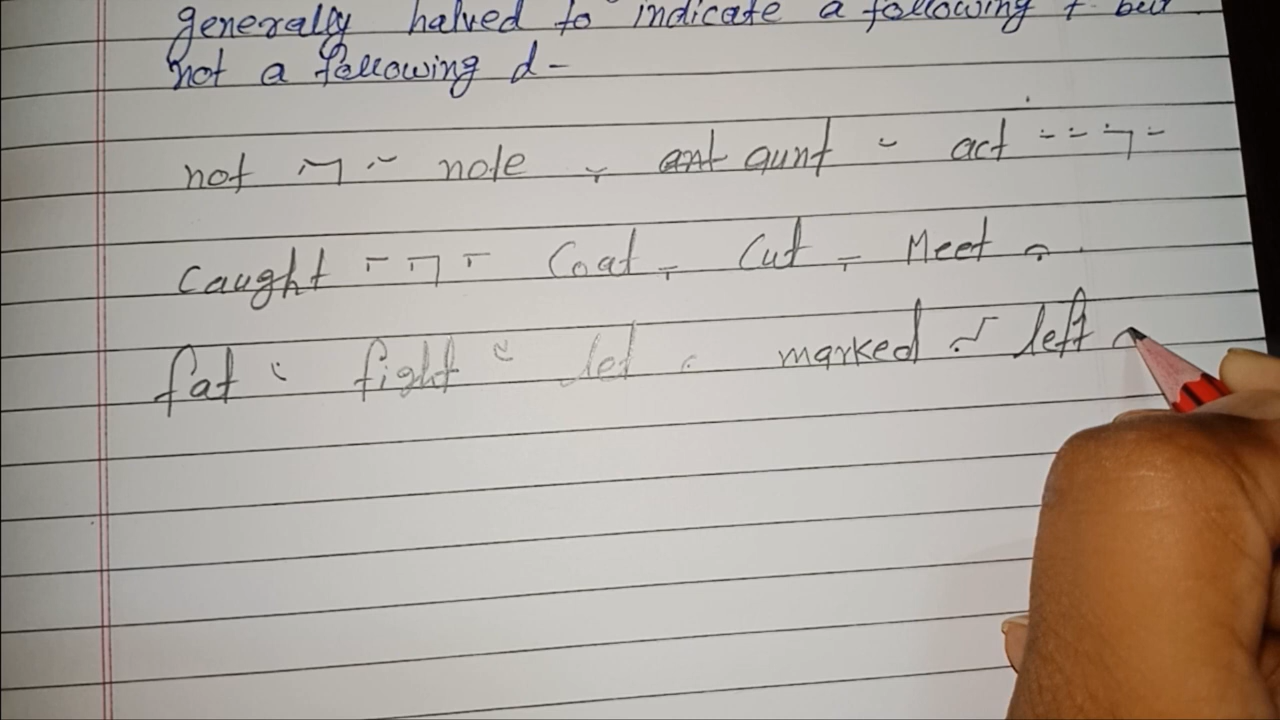 generally halved to indicate a following t but
not a following d -
not note ant aunt act
Caught Coat Cut Meet
fat fight let marked left